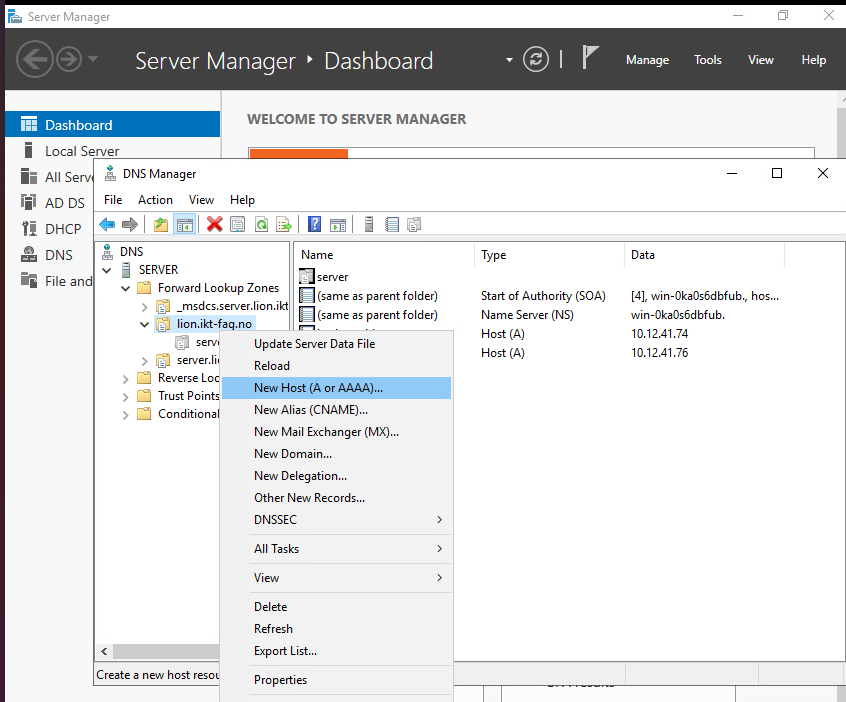 Server Manager
Server Manager ‣ Dashboard
Manage Tools View Help
Dashboard
Local Server
All Serve
AD DS
DHCP
DNS
File and
WELCOME TO SERVER MANAGER
DNS Manager
File Action View Help
DNS
SERVER
Forward Lookup Zones
_msdcs.server.lion.ikt
lion.ikt-fag.no
serv
server.lio
Reverse Loo
Trust Points
Conditional
Name Type Data
server
(same as parent folder) Start of Authority (SOA) [4], win-0ka0s6dbfub., hos...
(same as parent folder) Name Server (NS) win-0ka0s6dbfub.
Host (A) 10.12.41.74
Host (A) 10.12.41.76
Update Server Data File
Reload
New Host (A or AAAA)...
New Alias (CNAME)...
New Mail Exchanger (MX)...
New Domain...
New Delegation...
Other New Records...
DNSSEC
All Tasks
View
Delete
Refresh
Export List...
Properties
Create a new host resou